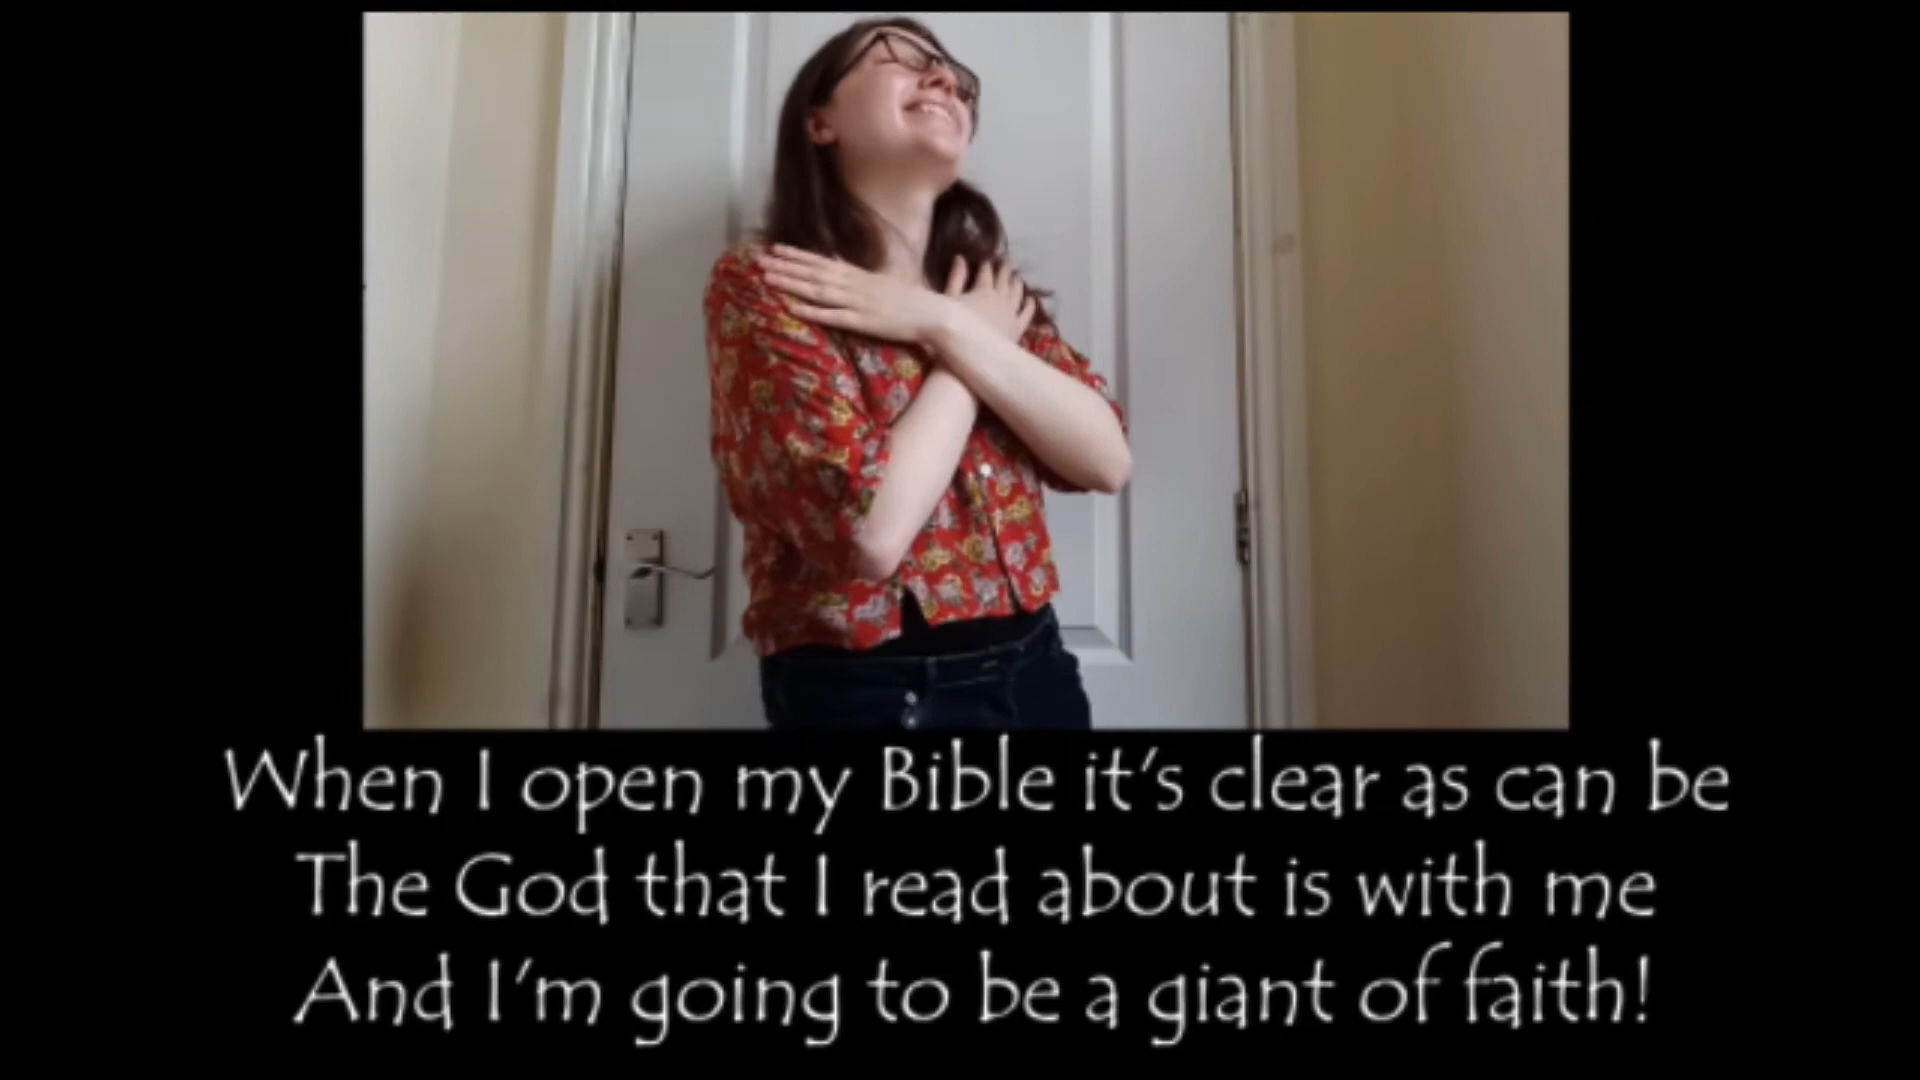 When I open my Bible it's clear as can be
The God that I read about is with me
And I'm going to be a giant of faith!